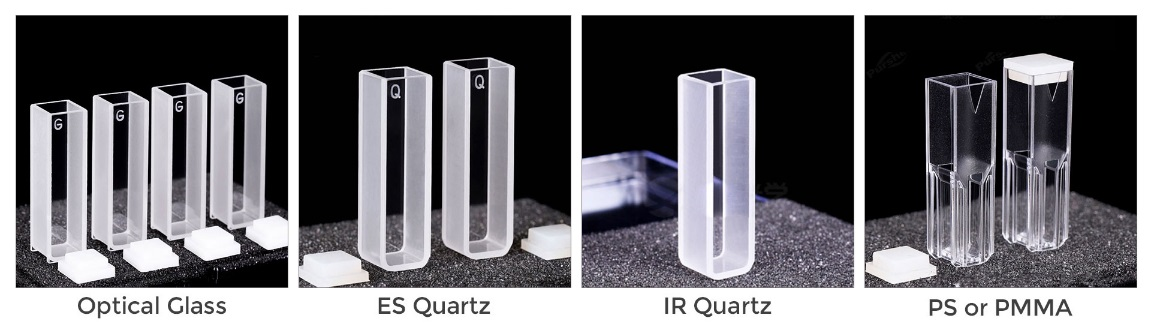 G
G
G
G
Q
Q
Optical Glass
ES Quartz
IR Quartz
PS or PMMA